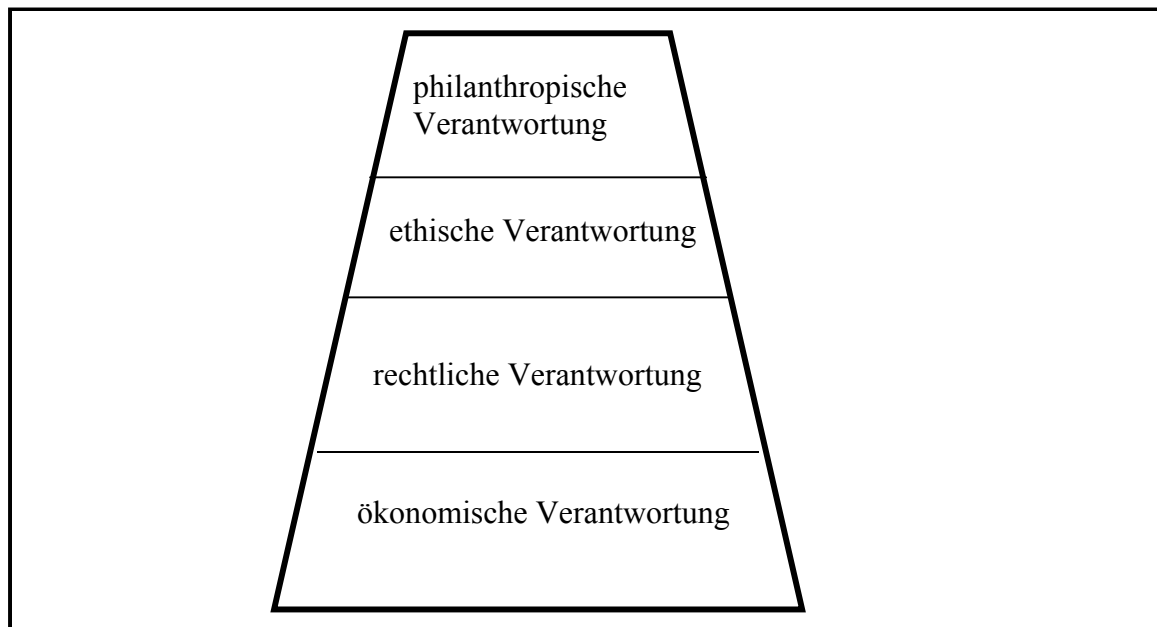 philanthropische
Verantwortung
ethische Verantwortung
rechtliche Verantwortung
ökonomische Verantwortung